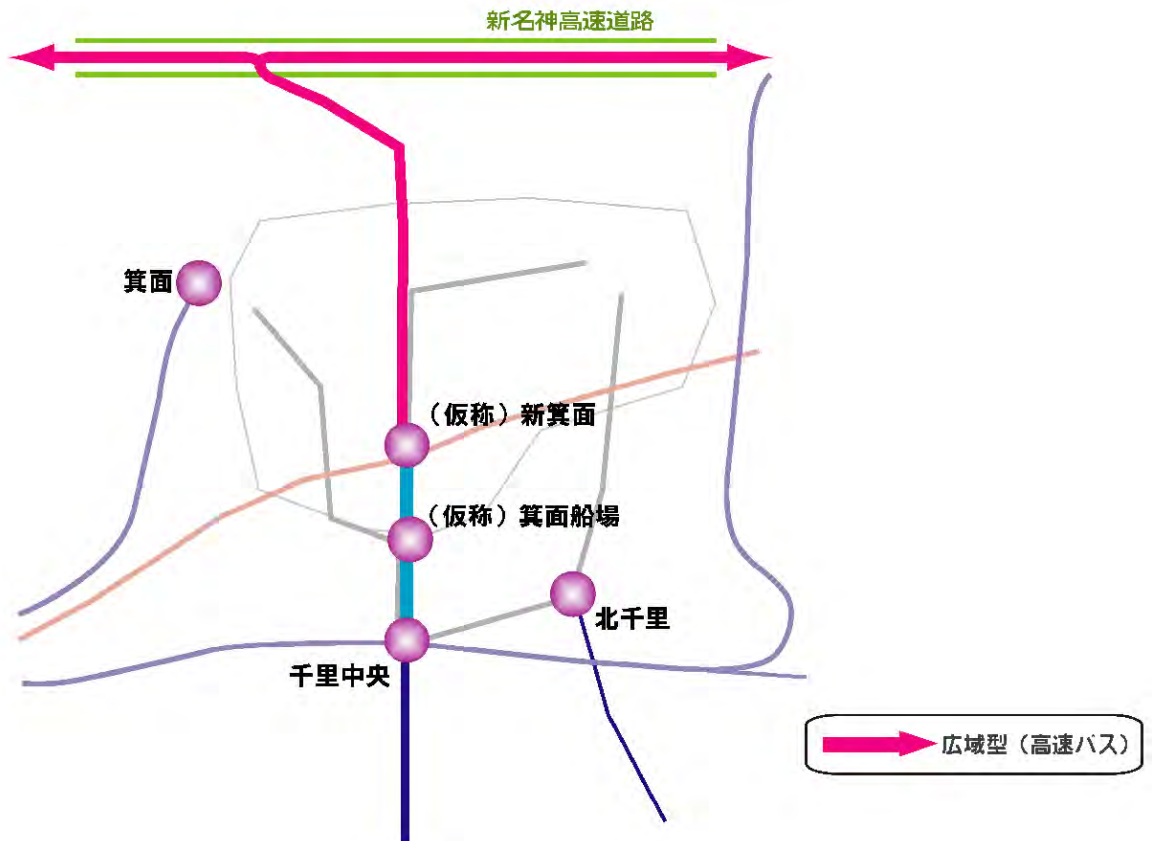 新名神高速道路
箕面
（仮称）新箕面
（仮称）箕面船場
北千里
千里中央
広域型（高速バス）